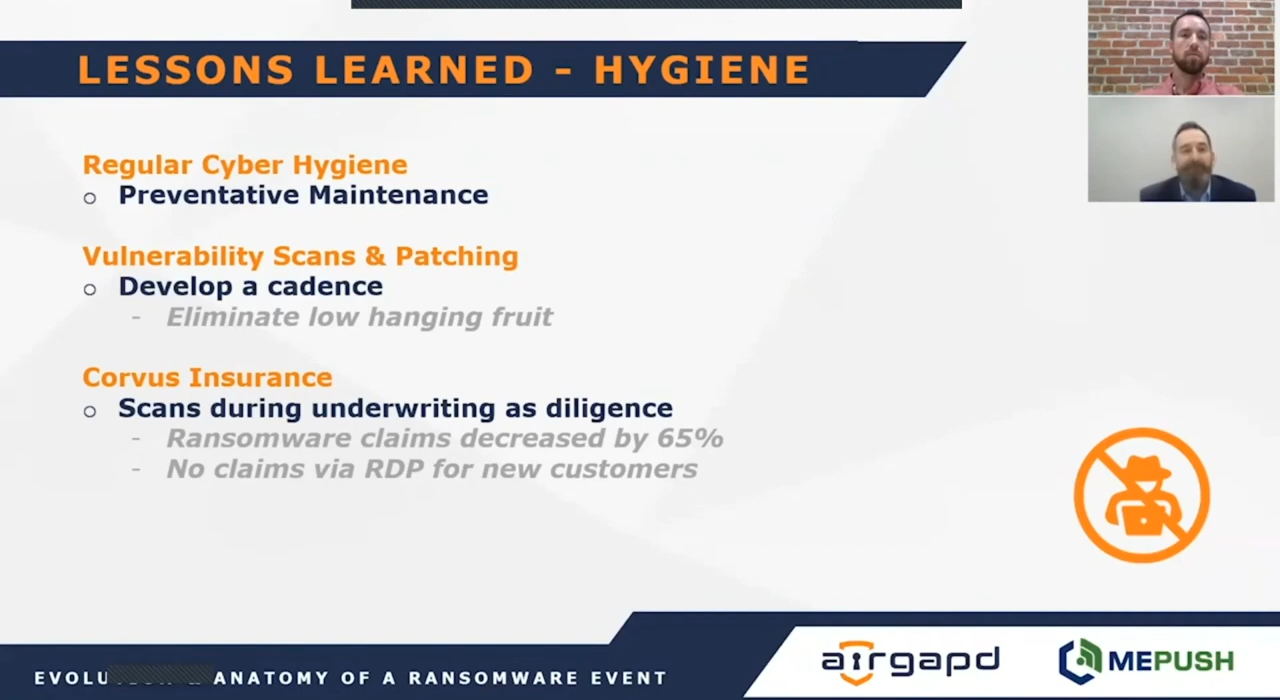 LESSONS LEARNED - HYGIENE
Regular Cyber Hygiene
Preventative Maintenance
Vulnerability Scans & Patching
Develop a cadence
- Eliminate low hanging fruit
Corvus Insurance
Scans during underwriting as diligence
- Ransomware claims decreased by 65%
- No claims via RDP for new customers
ANATOMY OF A RANSOMWARE EVENT
airgapd
MEPUSH